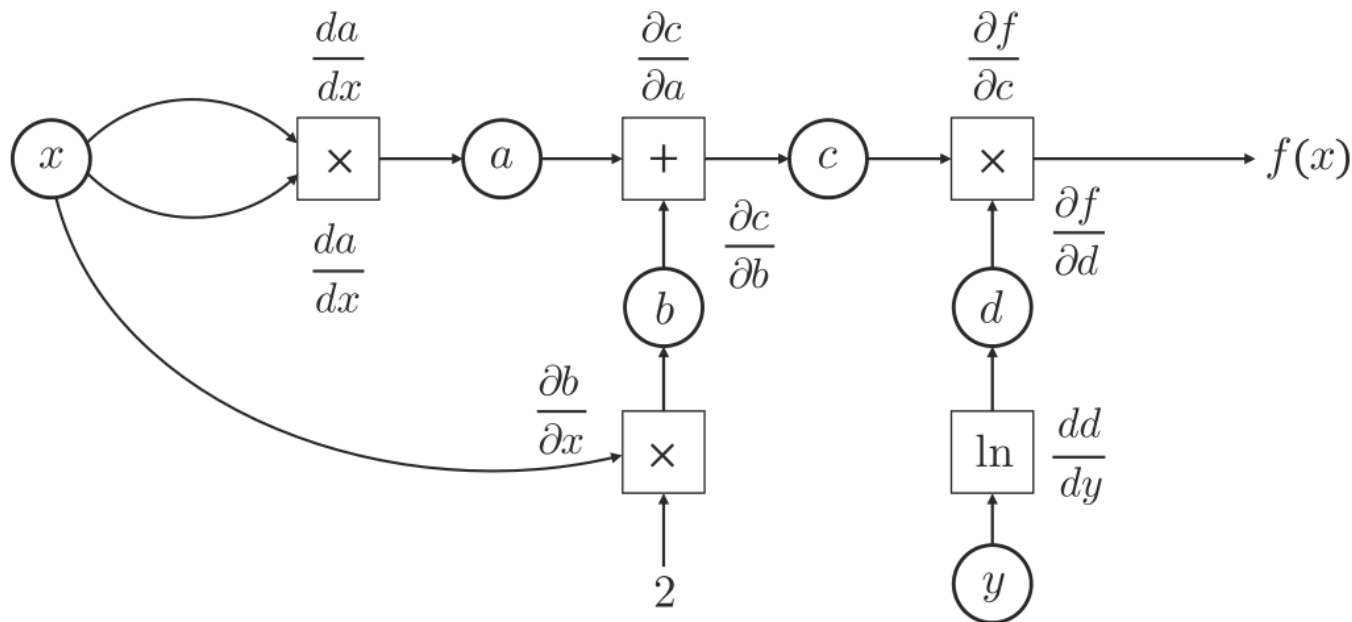 da/dx
∂c/∂a
∂f/∂c
x
×
a
+
c
×
f(x)
da/dx
∂c/∂b
∂f/∂d
b
d
∂b/∂x
×
ln
dd/dy
2
y